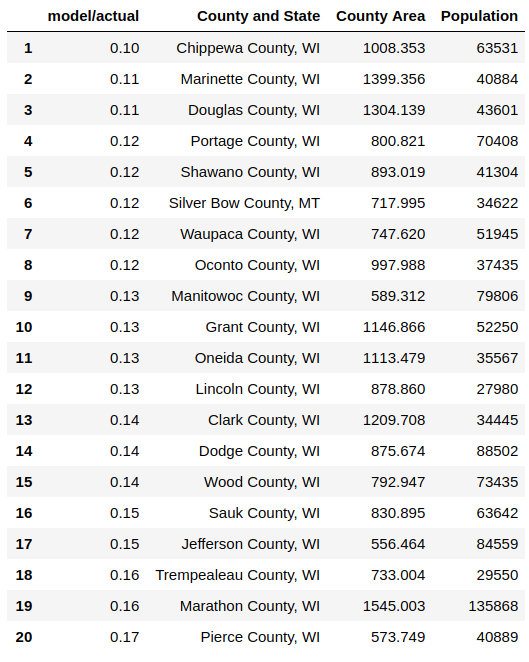 model/actual County and State County Area Population
1 0.10 Chippewa County, WI 1008.353 63531
2 0.11 Marinette County, WI 1399.356 40884
3 0.11 Douglas County, WI 1304.139 43601
4 0.12 Portage County, WI 800.821 70408
5 0.12 Shawano County, WI 893.019 41304
6 0.12 Silver Bow County, MT 717.995 34622
7 0.12 Waupaca County, WI 747.620 51945
8 0.12 Oconto County, WI 997.988 37435
9 0.13 Manitowoc County, WI 589.312 79806
10 0.13 Grant County, WI 1146.866 52250
11 0.13 Oneida County, WI 1113.479 35567
12 0.13 Lincoln County, WI 878.860 27980
13 0.14 Clark County, WI 1209.708 34445
14 0.14 Dodge County, WI 875.674 88502
15 0.14 Wood County, WI 792.947 73435
16 0.15 Sauk County, WI 830.895 63642
17 0.15 Jefferson County, WI 556.464 84559
18 0.16 Trempealeau County, WI 733.004 29550
19 0.16 Marathon County, WI 1545.003 135868
20 0.17 Pierce County, WI 573.749 40889